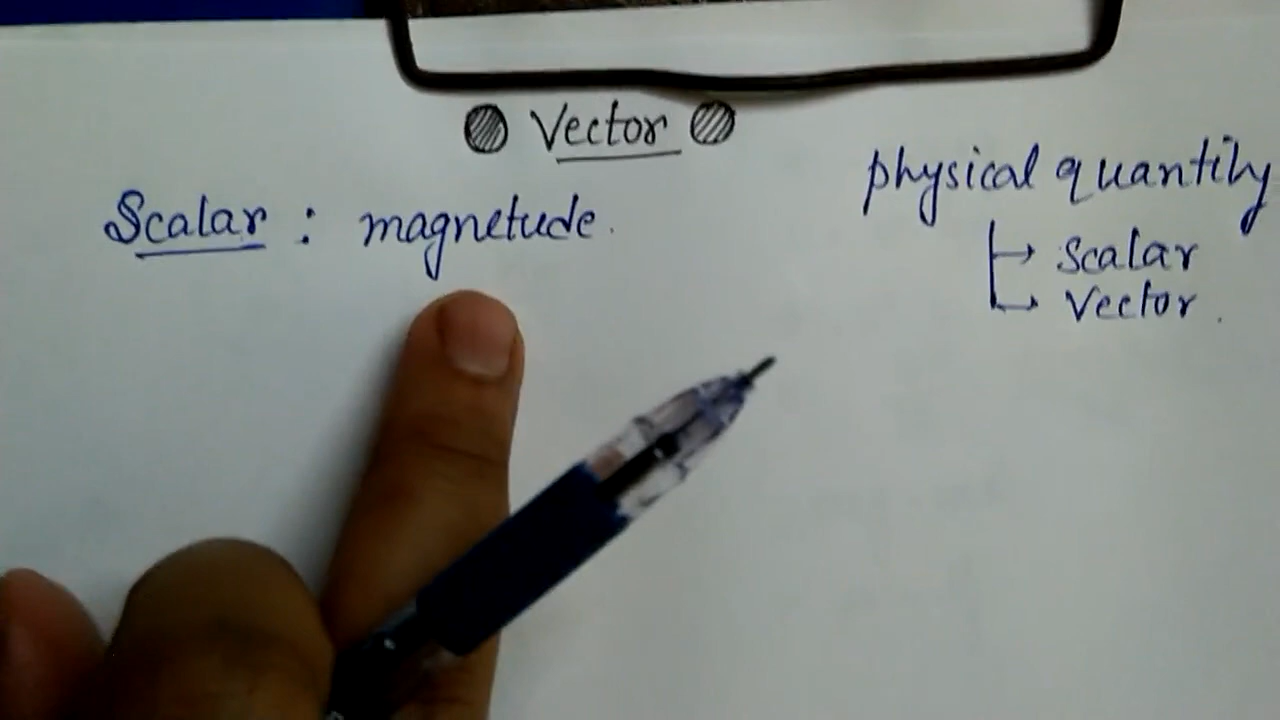 Vector
Scalar : magnetude.
physical quantity
→ Scalar
→ Vector.